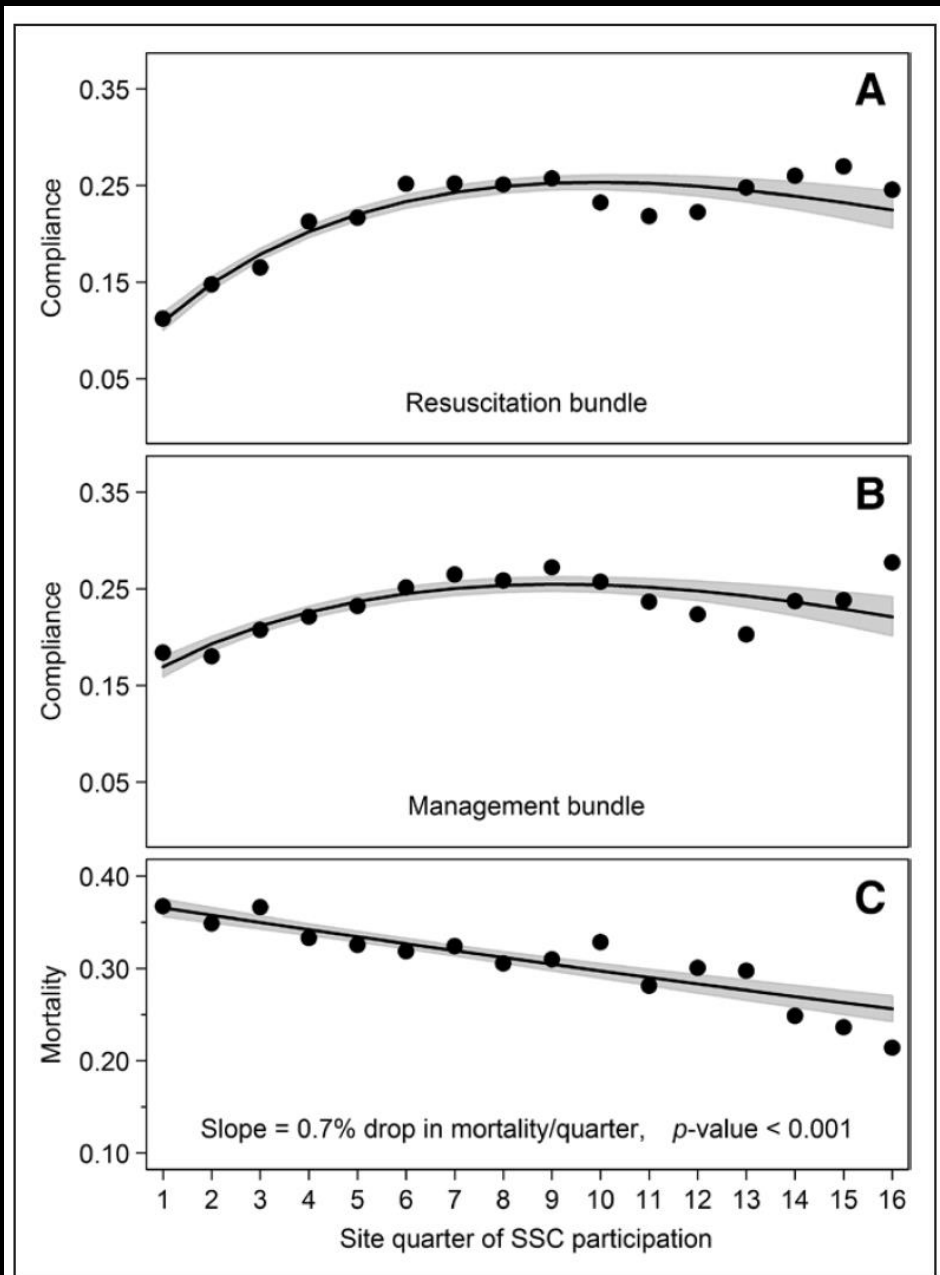 A
0.35
0.25
0.15
0.05
Compliance
Resuscitation bundle
B
0.35
0.25
0.15
0.05
Compliance
Management bundle
C
0.40
0.30
0.20
0.10
Mortality
Slope = 0.7% drop in mortality/quarter, p-value < 0.001
1 2 3 4 5 6 7 8 9 10 11 12 13 14 15 16
Site quarter of SSC participation